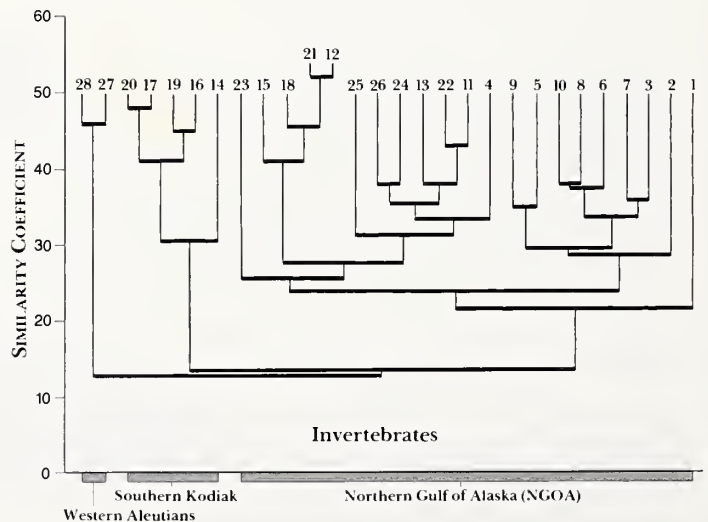 60
21 12
28 27 20 17 19 16 14 23 15 18 25 26 24 13 22 11 4 9 5 10 8 6 7 3 2 1
50
40
SIMILARITY COEFFICIENT
30
20
10
Invertebrates
0
Southern Kodiak
Northern Gulf of Alaska (NGOA)
Western Aleutians